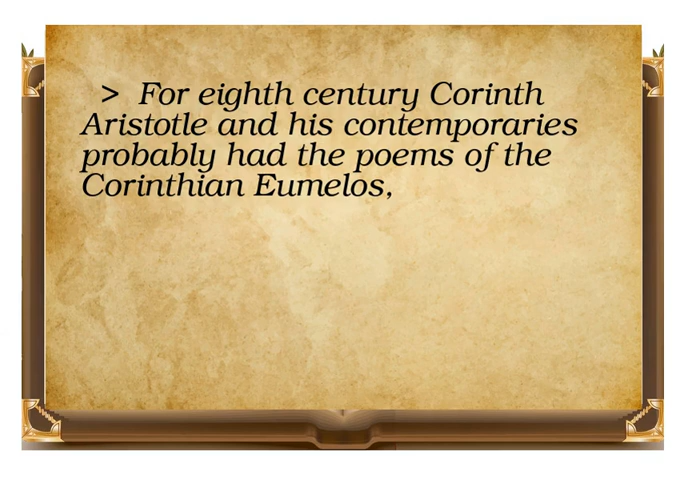 > For eighth century Corinth
Aristotle and his contemporaries
probably had the poems of the
Corinthian Eumelos,